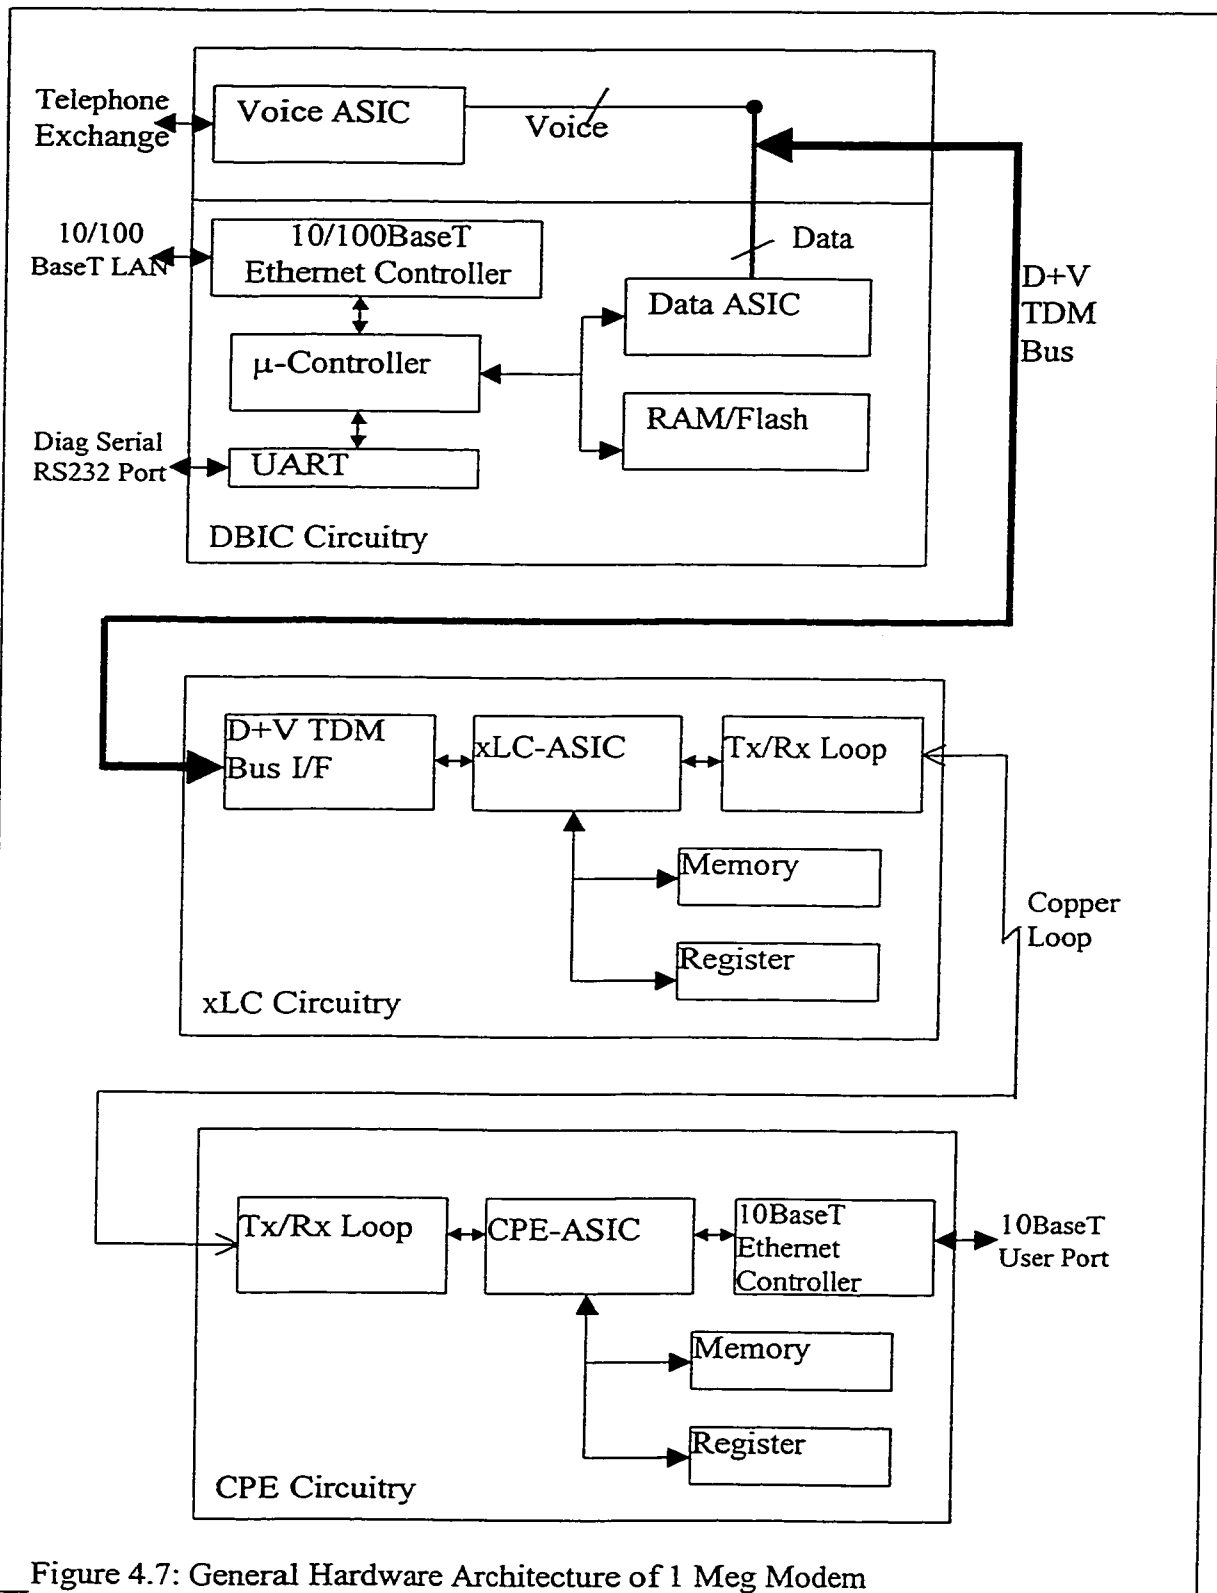 Telephone
Exchange
Voice ASIC
Voice
10/100
BaseT LAN
10/100BaseT
Ethernet Controller
Data
Data ASIC
D+V
TDM
Bus
µ-Controller
RAM/Flash
Diag Serial
RS232 Port
UART
DBIC Circuitry
D+V TDM
Bus I/F
xLC-ASIC
Tx/Rx Loop
Memory
Register
Copper
Loop
xLC Circuitry
Tx/Rx Loop
CPE-ASIC
10BaseT
Ethernet
Controller
10BaseT
User Port
Memory
Register
CPE Circuitry
Figure 4.7: General Hardware Architecture of 1 Meg Modem